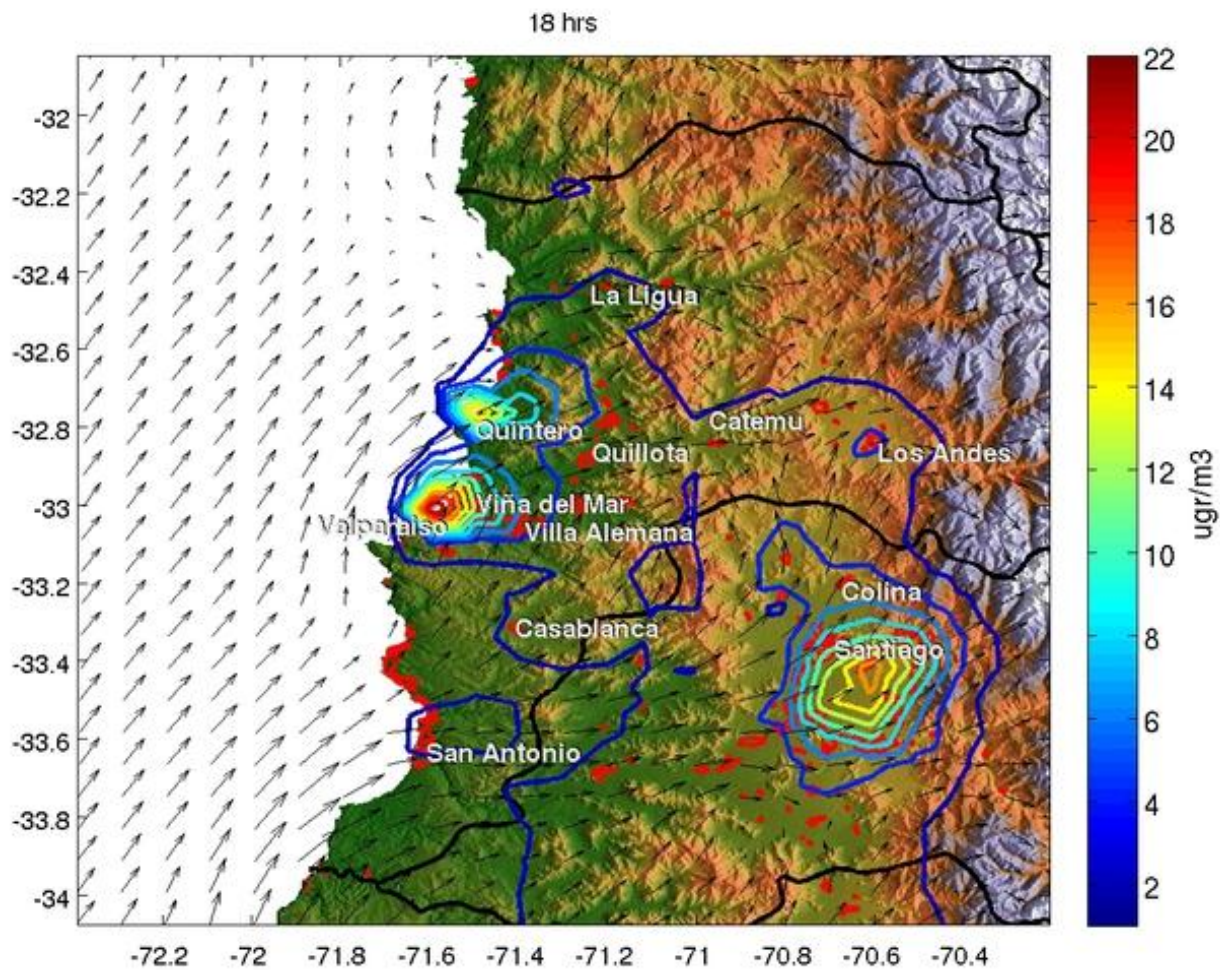 18 hrs
22
20
18
16
14
12
10
8
6
4
2
ugr/m3
-32
-32.2
-32.4
-32.6
-32.8
-33
-33.2
-33.4
-33.6
-33.8
-34
La Ligua
Catemu
Quintero
Quillota
Los Andes
Viña del Mar
Valparaiso
Villa Alemana
Colina
Casablanca
Santiago
San Antonio
-72.2
-72
-71.8
-71.6
-71.4
-71.2
-71
-70.8
-70.6
-70.4